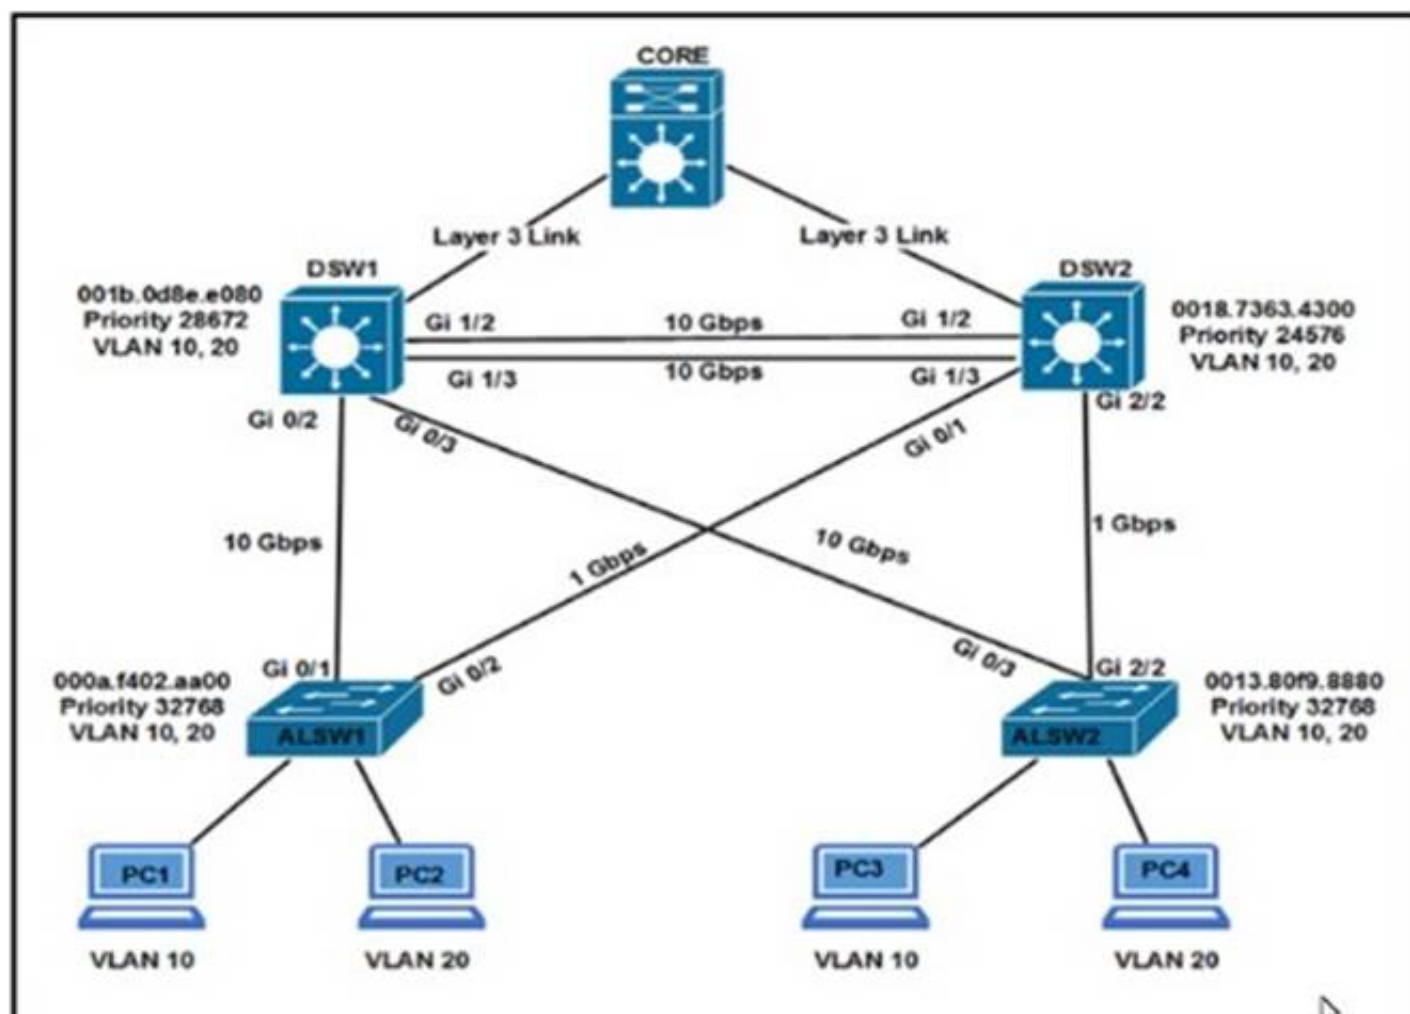 CORE
Layer 3 Link
Layer 3 Link
DSW1
DSW2
001b.0d8e.e080
Priority 28672
VLAN 10, 20
0018.7363.4300
Priority 24576
VLAN 10, 20
Gi 1/2
10 Gbps
Gi 1/2
Gi 1/3
10 Gbps
Gi 1/3
Gi 0/2
Gi 0/3
Gi 0/1
Gi 2/2
10 Gbps
1 Gbps
10 Gbps
1 Gbps
Gi 0/1
Gi 0/2
Gi 0/3
Gi 2/2
000a.f402.aa00
Priority 32768
VLAN 10, 20
ALSW1
ALSW2
0013.80f9.8880
Priority 32768
VLAN 10, 20
PC1
PC2
PC3
PC4
VLAN 10
VLAN 20
VLAN 10
VLAN 20